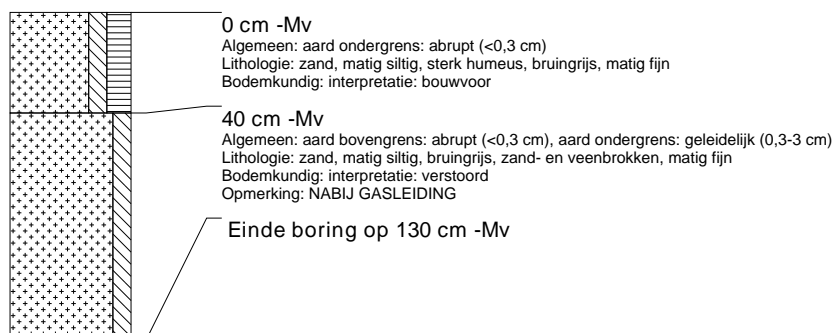 0 cm -Mv
Algemeen: aard ondergrens: abrupt (<0,3 cm)
Lithologie: zand, matig siltig, sterk humeus, bruingrijs, matig fijn
Bodemkundig: interpretatie: bouwvoor
40 cm -Mv
Algemeen: aard bovengrens: abrupt (<0,3 cm), aard ondergrens: geleidelijk (0,3-3 cm)
Lithologie: zand, matig siltig, bruingrijs, zand- en veenbrokken, matig fijn
Bodemkundig: interpretatie: verstoord
Opmerking: NABIJ GASLEIDING
Einde boring op 130 cm -Mv